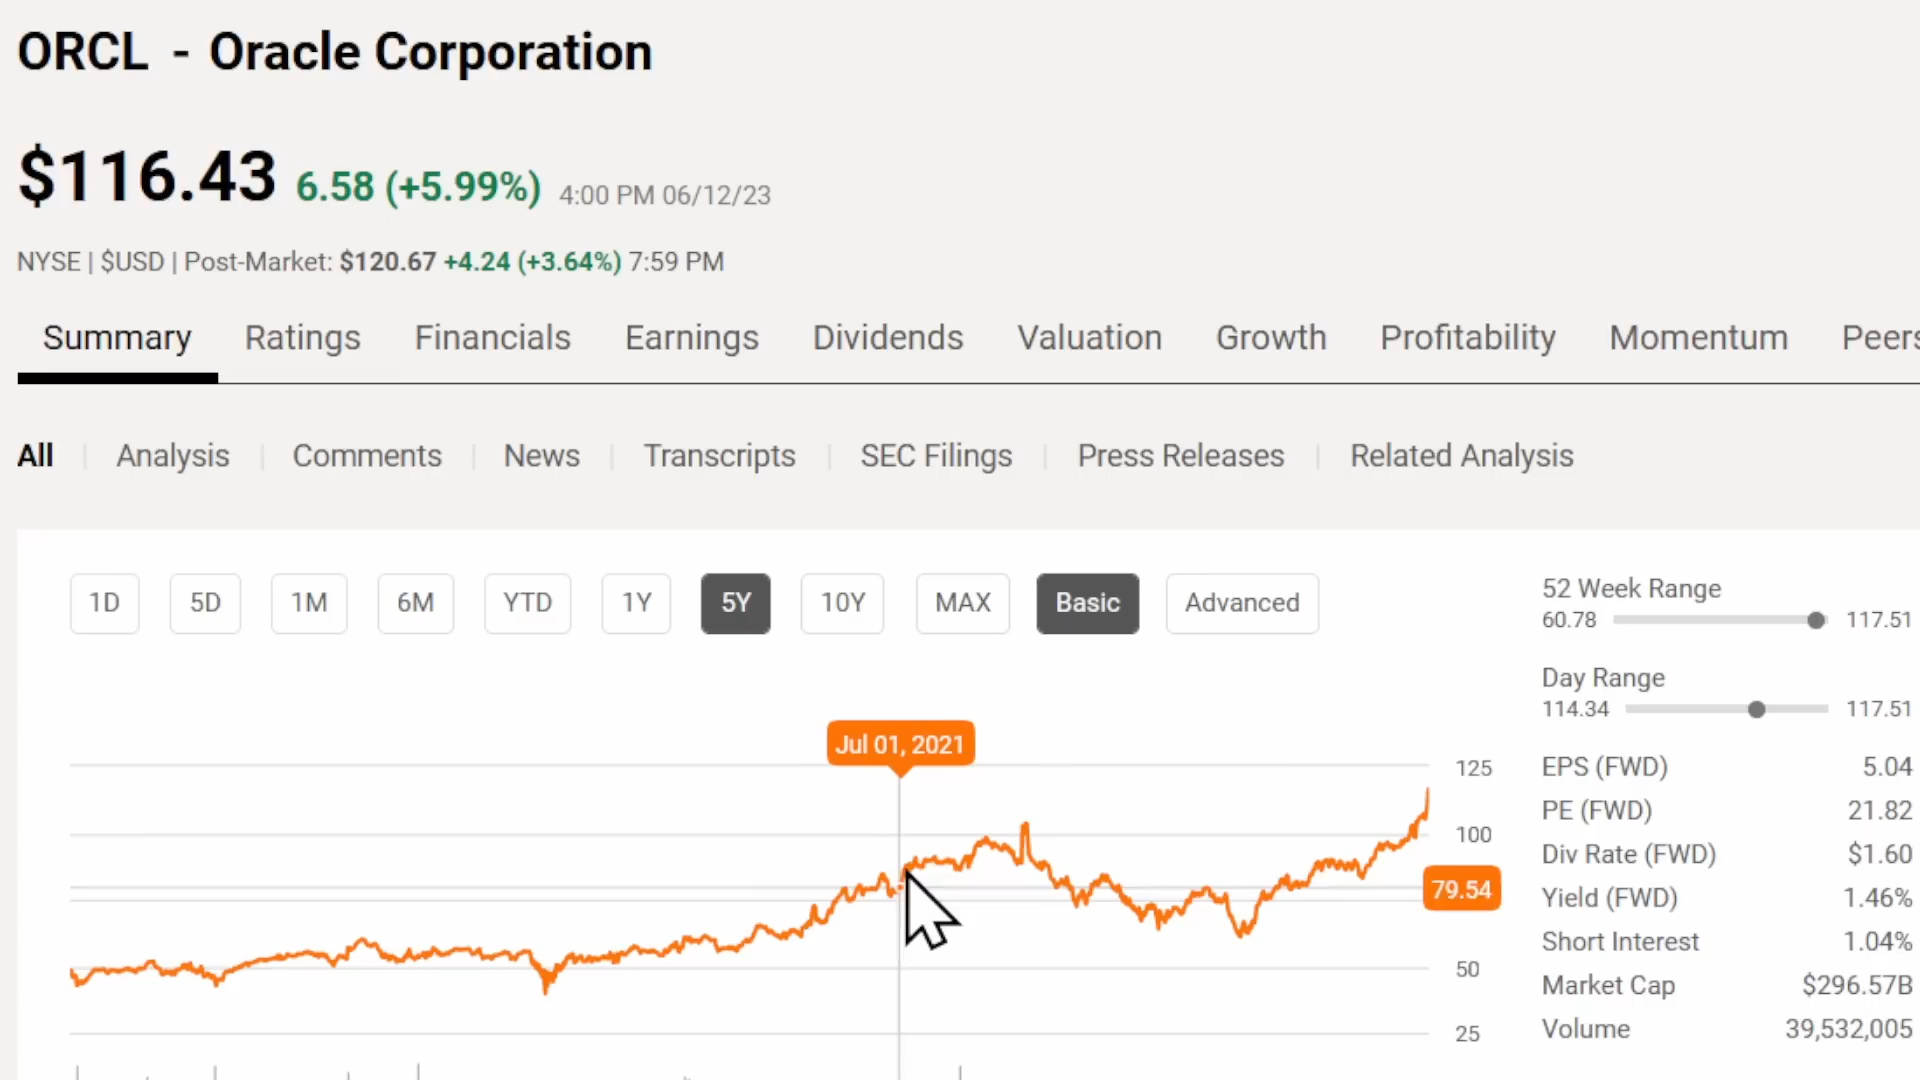 ORCL - Oracle Corporation
$116.43 6.58 (+5.99%) 4:00 PM 06/12/23
NYSE | $USD | Post-Market: $120.67 +4.24 (+3.64%) 7:59 PM
Summary Ratings Financials Earnings Dividends Valuation Growth Profitability Momentum Peers
All Analysis Comments News Transcripts SEC Filings Press Releases Related Analysis
1D 5D 1M 6M YTD 1Y 5Y 10Y MAX Basic Advanced
52 Week Range
60.78 117.51
Day Range
114.34 117.51
Jul 01, 2021
125
100
79.54
50
25
EPS (FWD) 5.04
PE (FWD) 21.82
Div Rate (FWD) $1.60
Yield (FWD) 1.46%
Short Interest 1.04%
Market Cap $296.57B
Volume 39,532,005